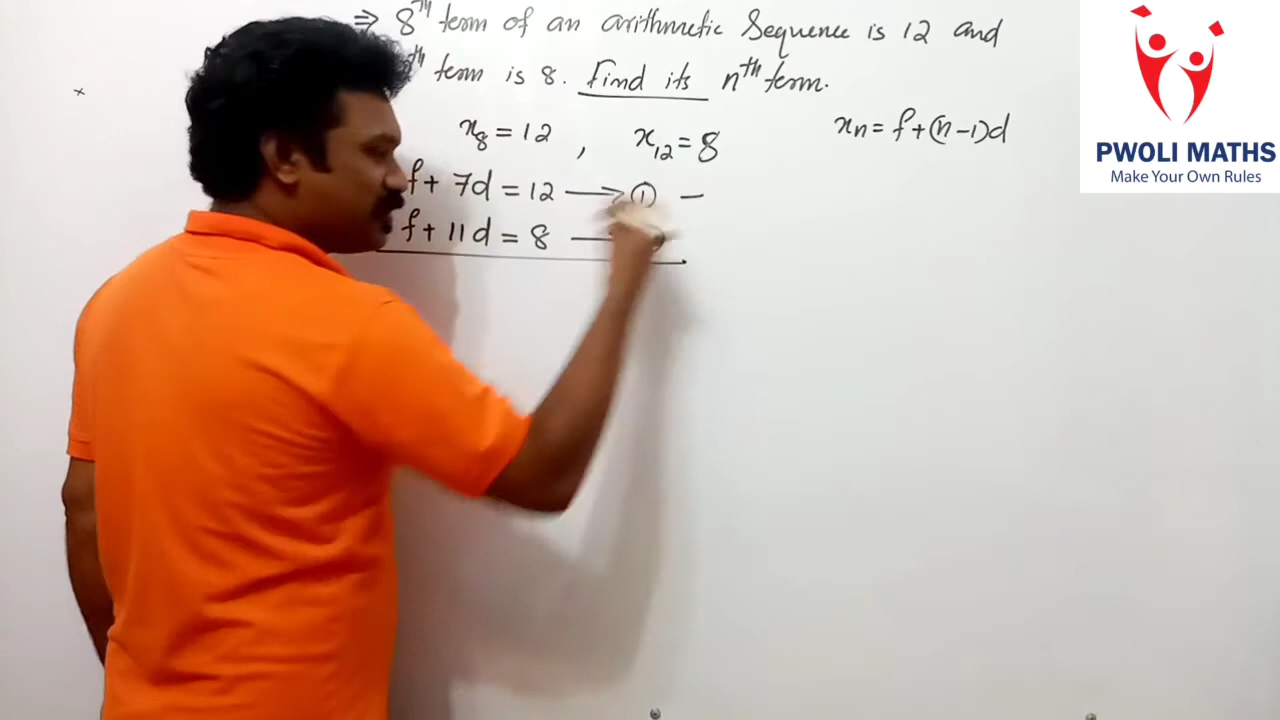 ⇒ 8th term of an arithmetic Sequence is 12 and
th term is 8. Find its nth term.
x8 = 12 , x12 = 8
xn = f + (n - 1)d
f + 7d = 12 → ① -
f + 11d = 8
PWOLI MATHS
Make Your Own Rules